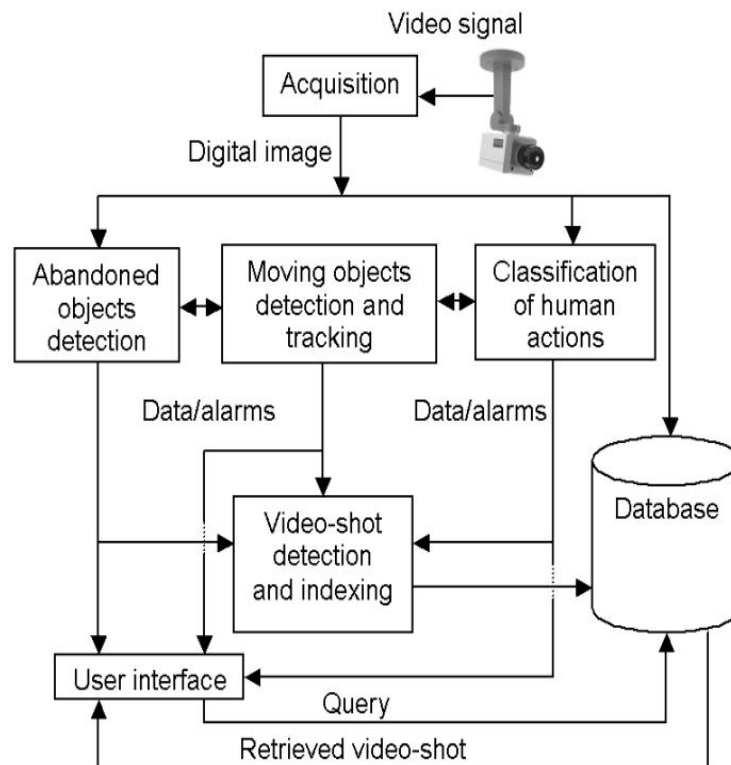 Video signal
Acquisition
Digital image
Abandoned
objects
detection
Moving objects
detection and
tracking
Classification
of human
actions
Data/alarms
Data/alarms
Video-shot
detection
and indexing
Database
User interface
Query
Retrieved video-shot